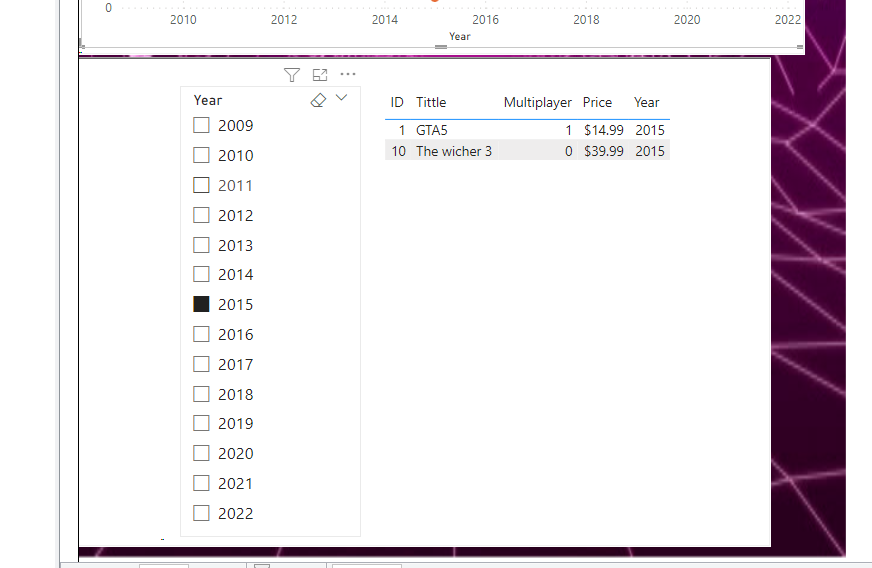 0
2010 2012 2014 2016 2018 2020 2022
Year
Year
2009
2010
2011
2012
2013
2014
2015
2016
2017
2018
2019
2020
2021
2022
ID Tittle Multiplayer Price Year
1 GTA5 1 $14.99 2015
10 The wicher 3 0 $39.99 2015